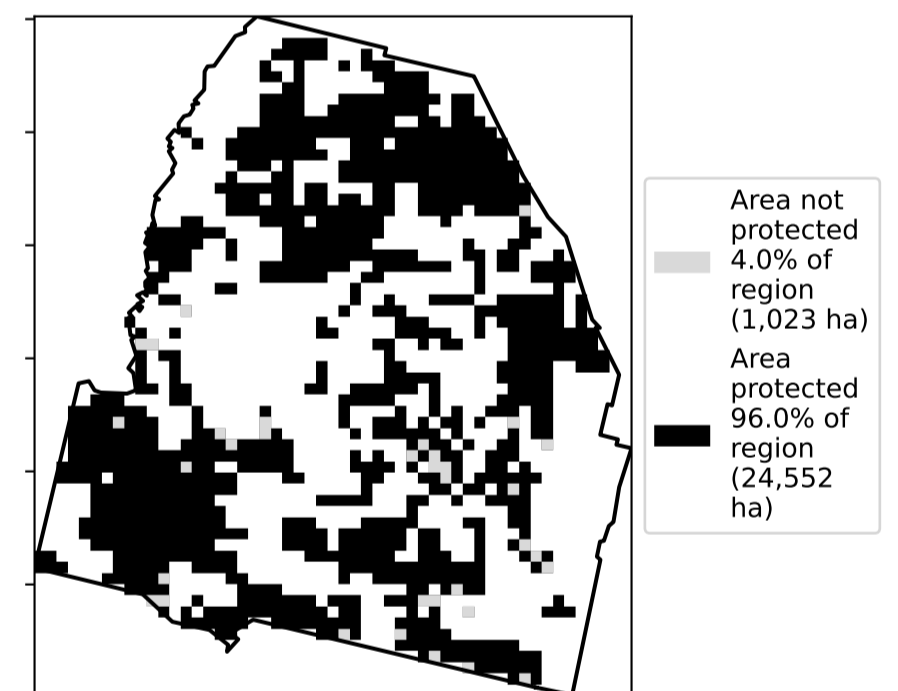 Area not
protected
4.0% of
region
(1,023 ha)
Area
protected
96.0% of
region
(24,552
ha)